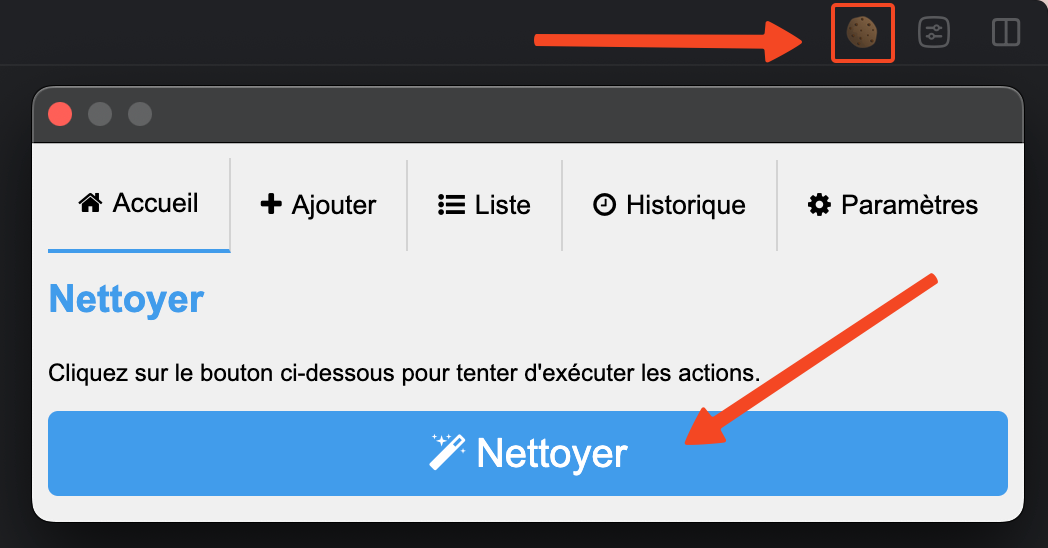 Accueil
Ajouter
Liste
Historique
Paramètres
Nettoyer
Cliquez sur le bouton ci-dessous pour tenter d'exécuter les actions.
Nettoyer